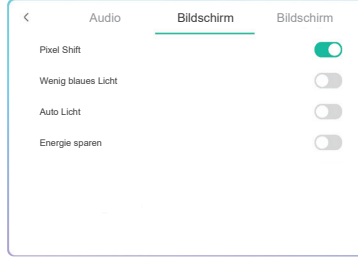 Audio Bildschirm Bildschirm
Pixel Shift
Wenig blaues Licht
Auto Licht
Energie sparen